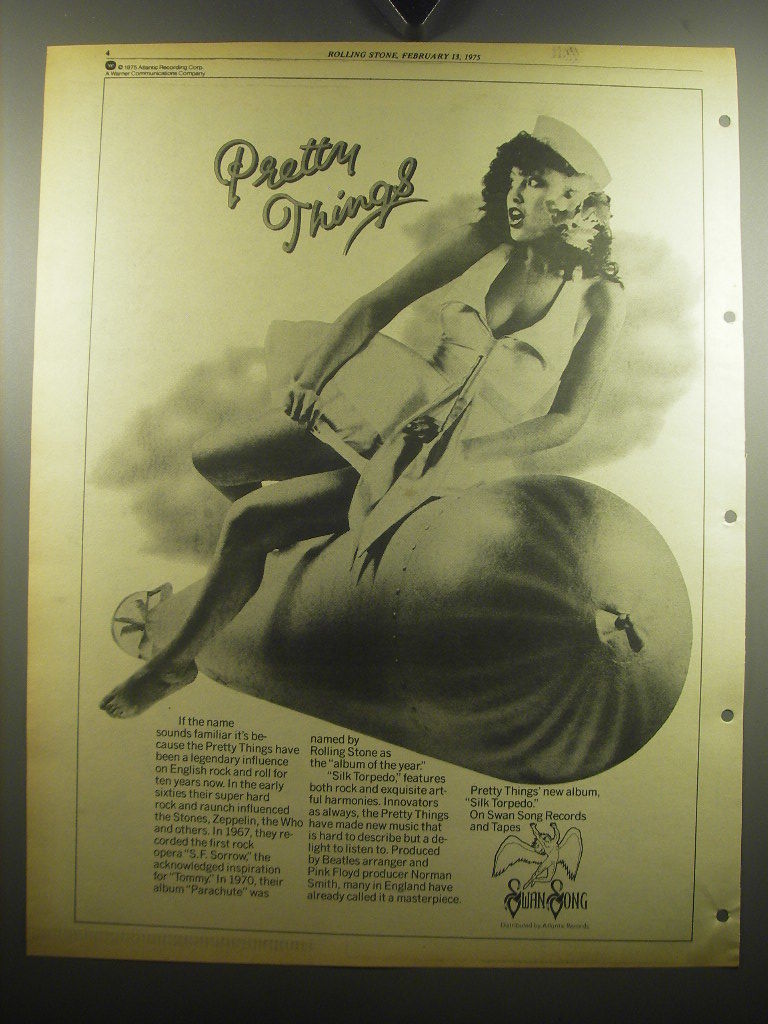 4
ROLLING STONE, FEBRUARY 13, 1975
© 1975 Atlantic Recording Corp.
A Warner Communications Company
Pretty
Things
If the name
sounds familiar it's be-
cause the Pretty Things have
been a legendary influence
on English rock and roll for
ten years now. In the early
sixties their super hard
rock and raunch influenced
the Stones, Zeppelin, the Who
and others. In 1967, they re-
corded the first rock
opera "S.F. Sorrow," the
acknowledged inspiration
for "Tommy." In 1970, their
album "Parachute" was
named by
Rolling Stone as
the "album of the year."
"Silk Torpedo," features
both rock and exquisite art-
ful harmonies. Innovators
as always, the Pretty Things
have made new music that
is hard to describe but a de-
light to listen to. Produced
by Beatles arranger and
Pink Floyd producer Norman
Smith, many in England have
already called it a masterpiece.
Pretty Things' new album,
"Silk Torpedo."
On Swan Song Records
and Tapes
SWAN SONG
Distributed by Atlantic Records